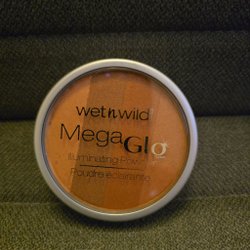 wet n wild
MegaGlo
Illuminating Pow
Poudre éclairante